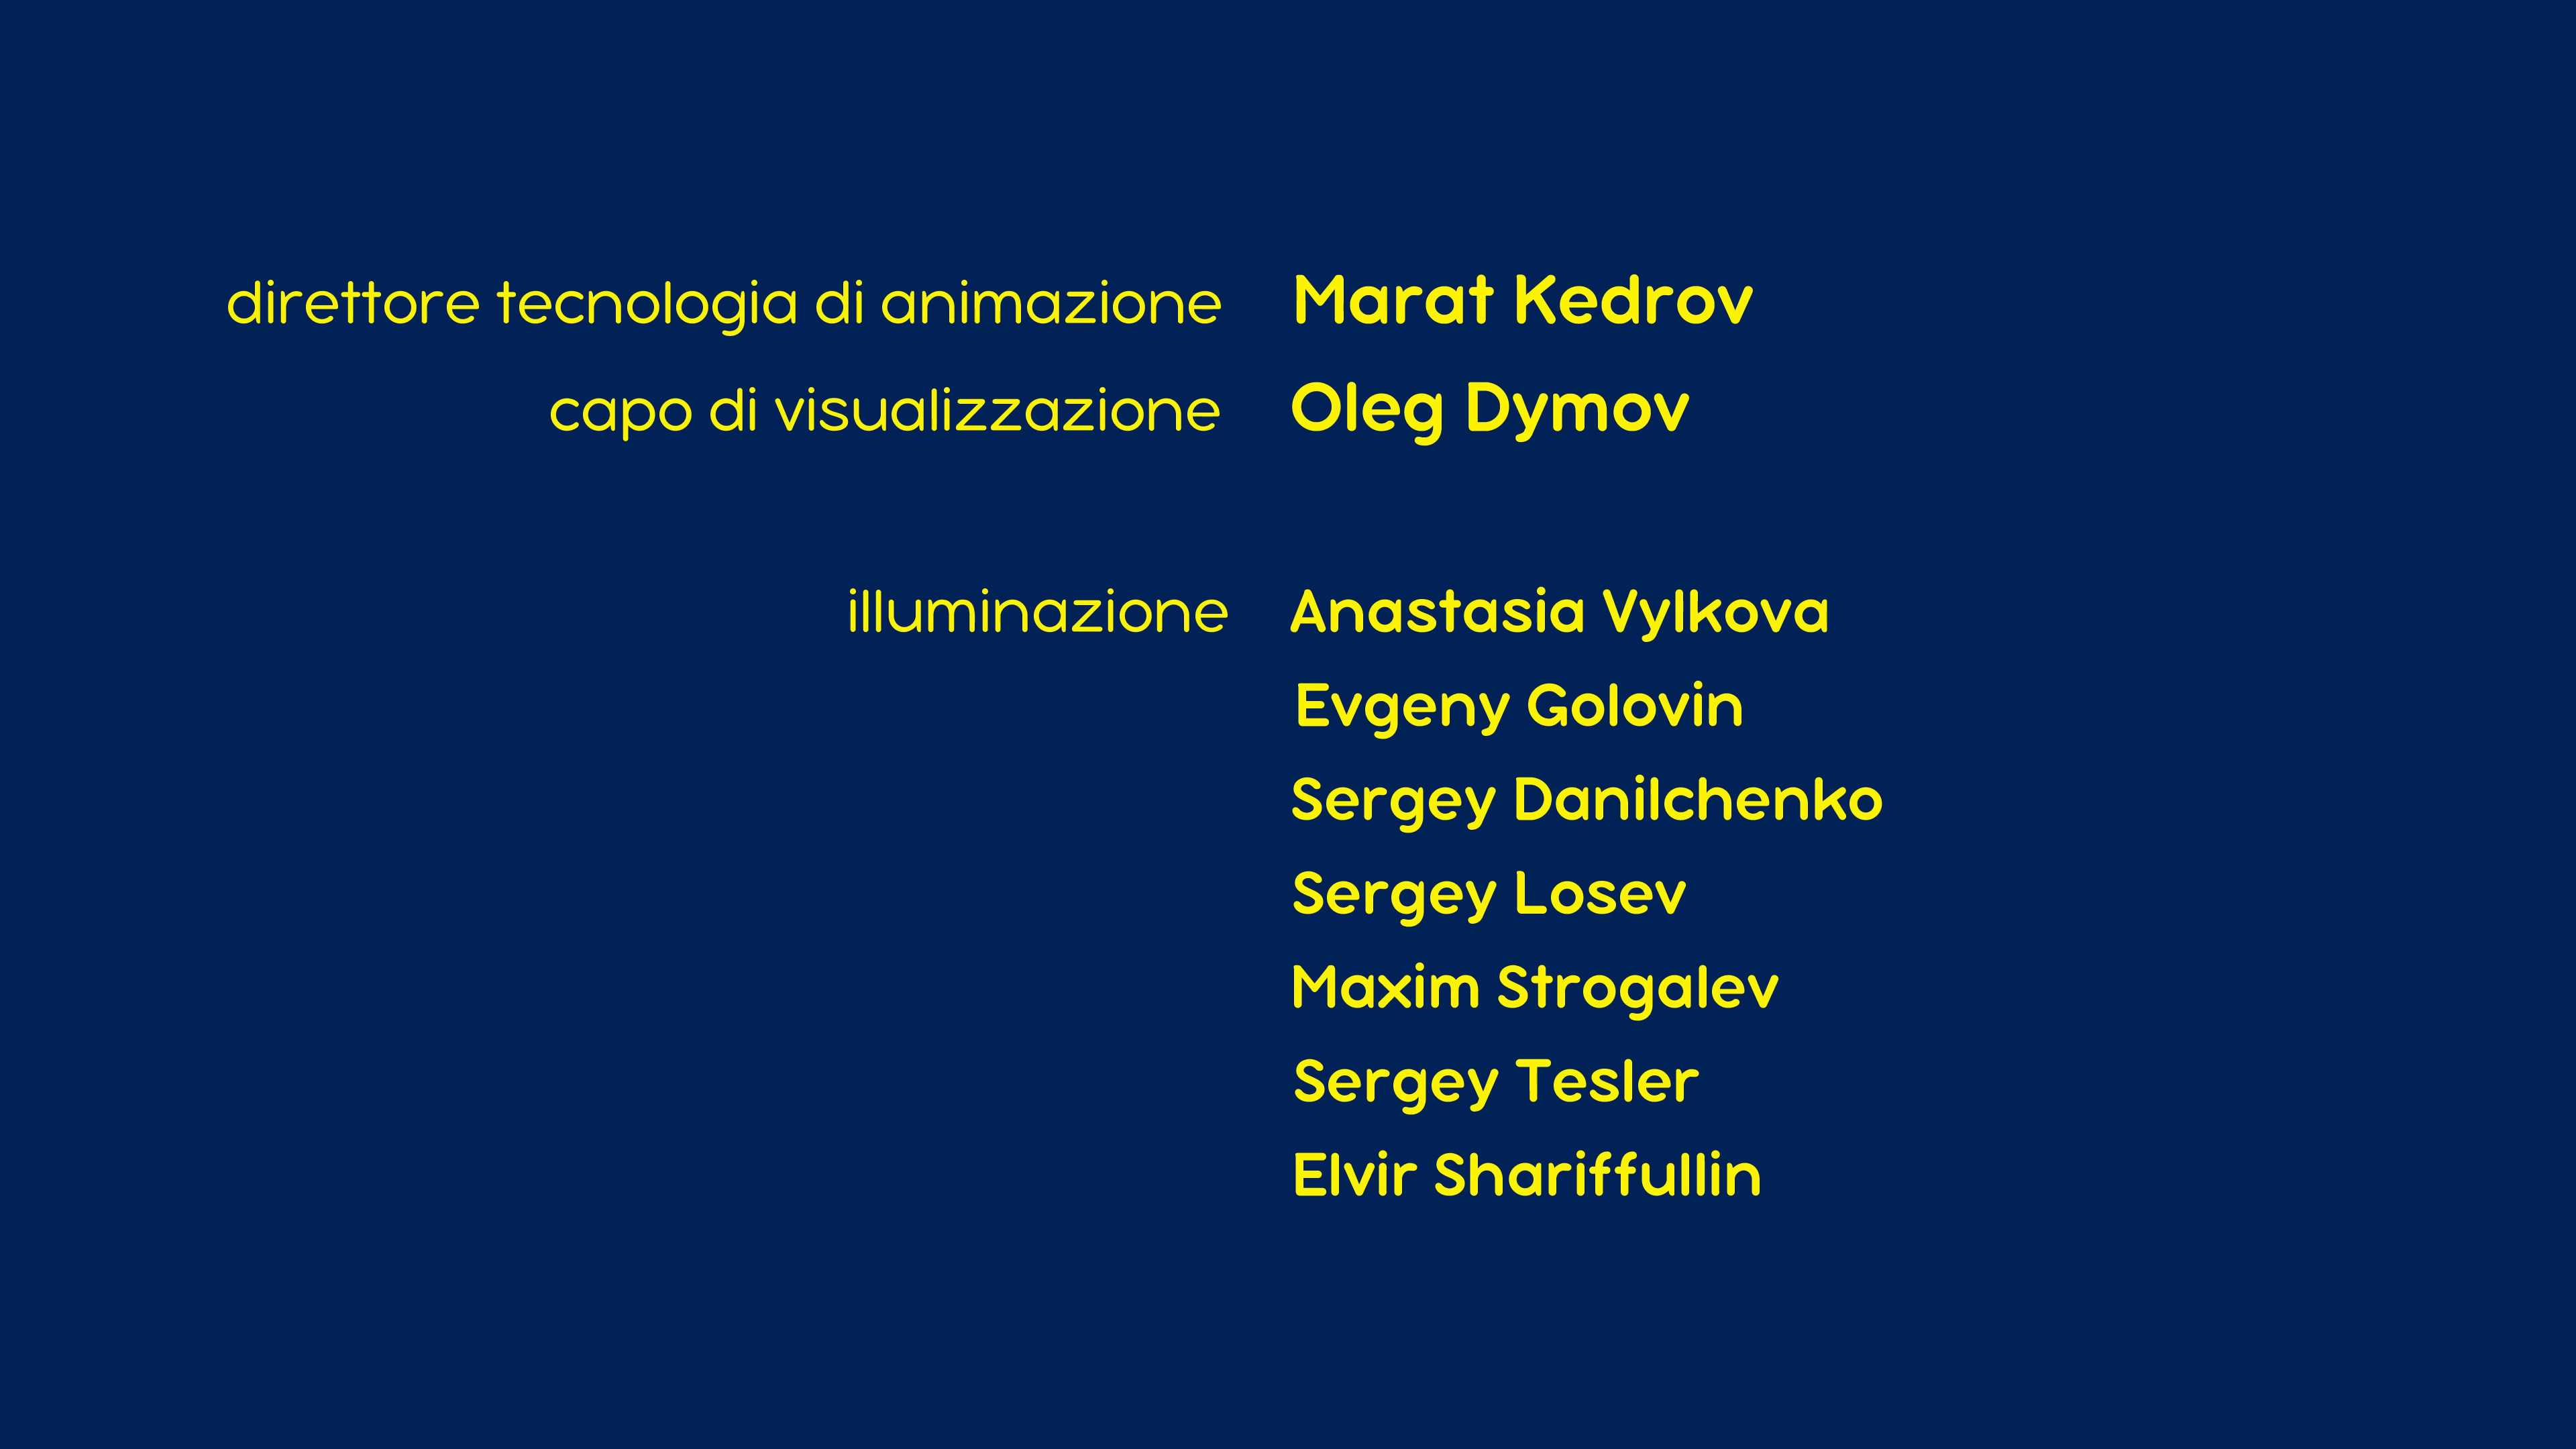 direttore tecnologia di animazione Marat Kedrov
capo di visualizzazione Oleg Dymov
illuminazione Anastasia Vylkova
Evgeny Golovin
Sergey Danilchenko
Sergey Losev
Maxim Strogalev
Sergey Tesler
Elvir Shariffullin